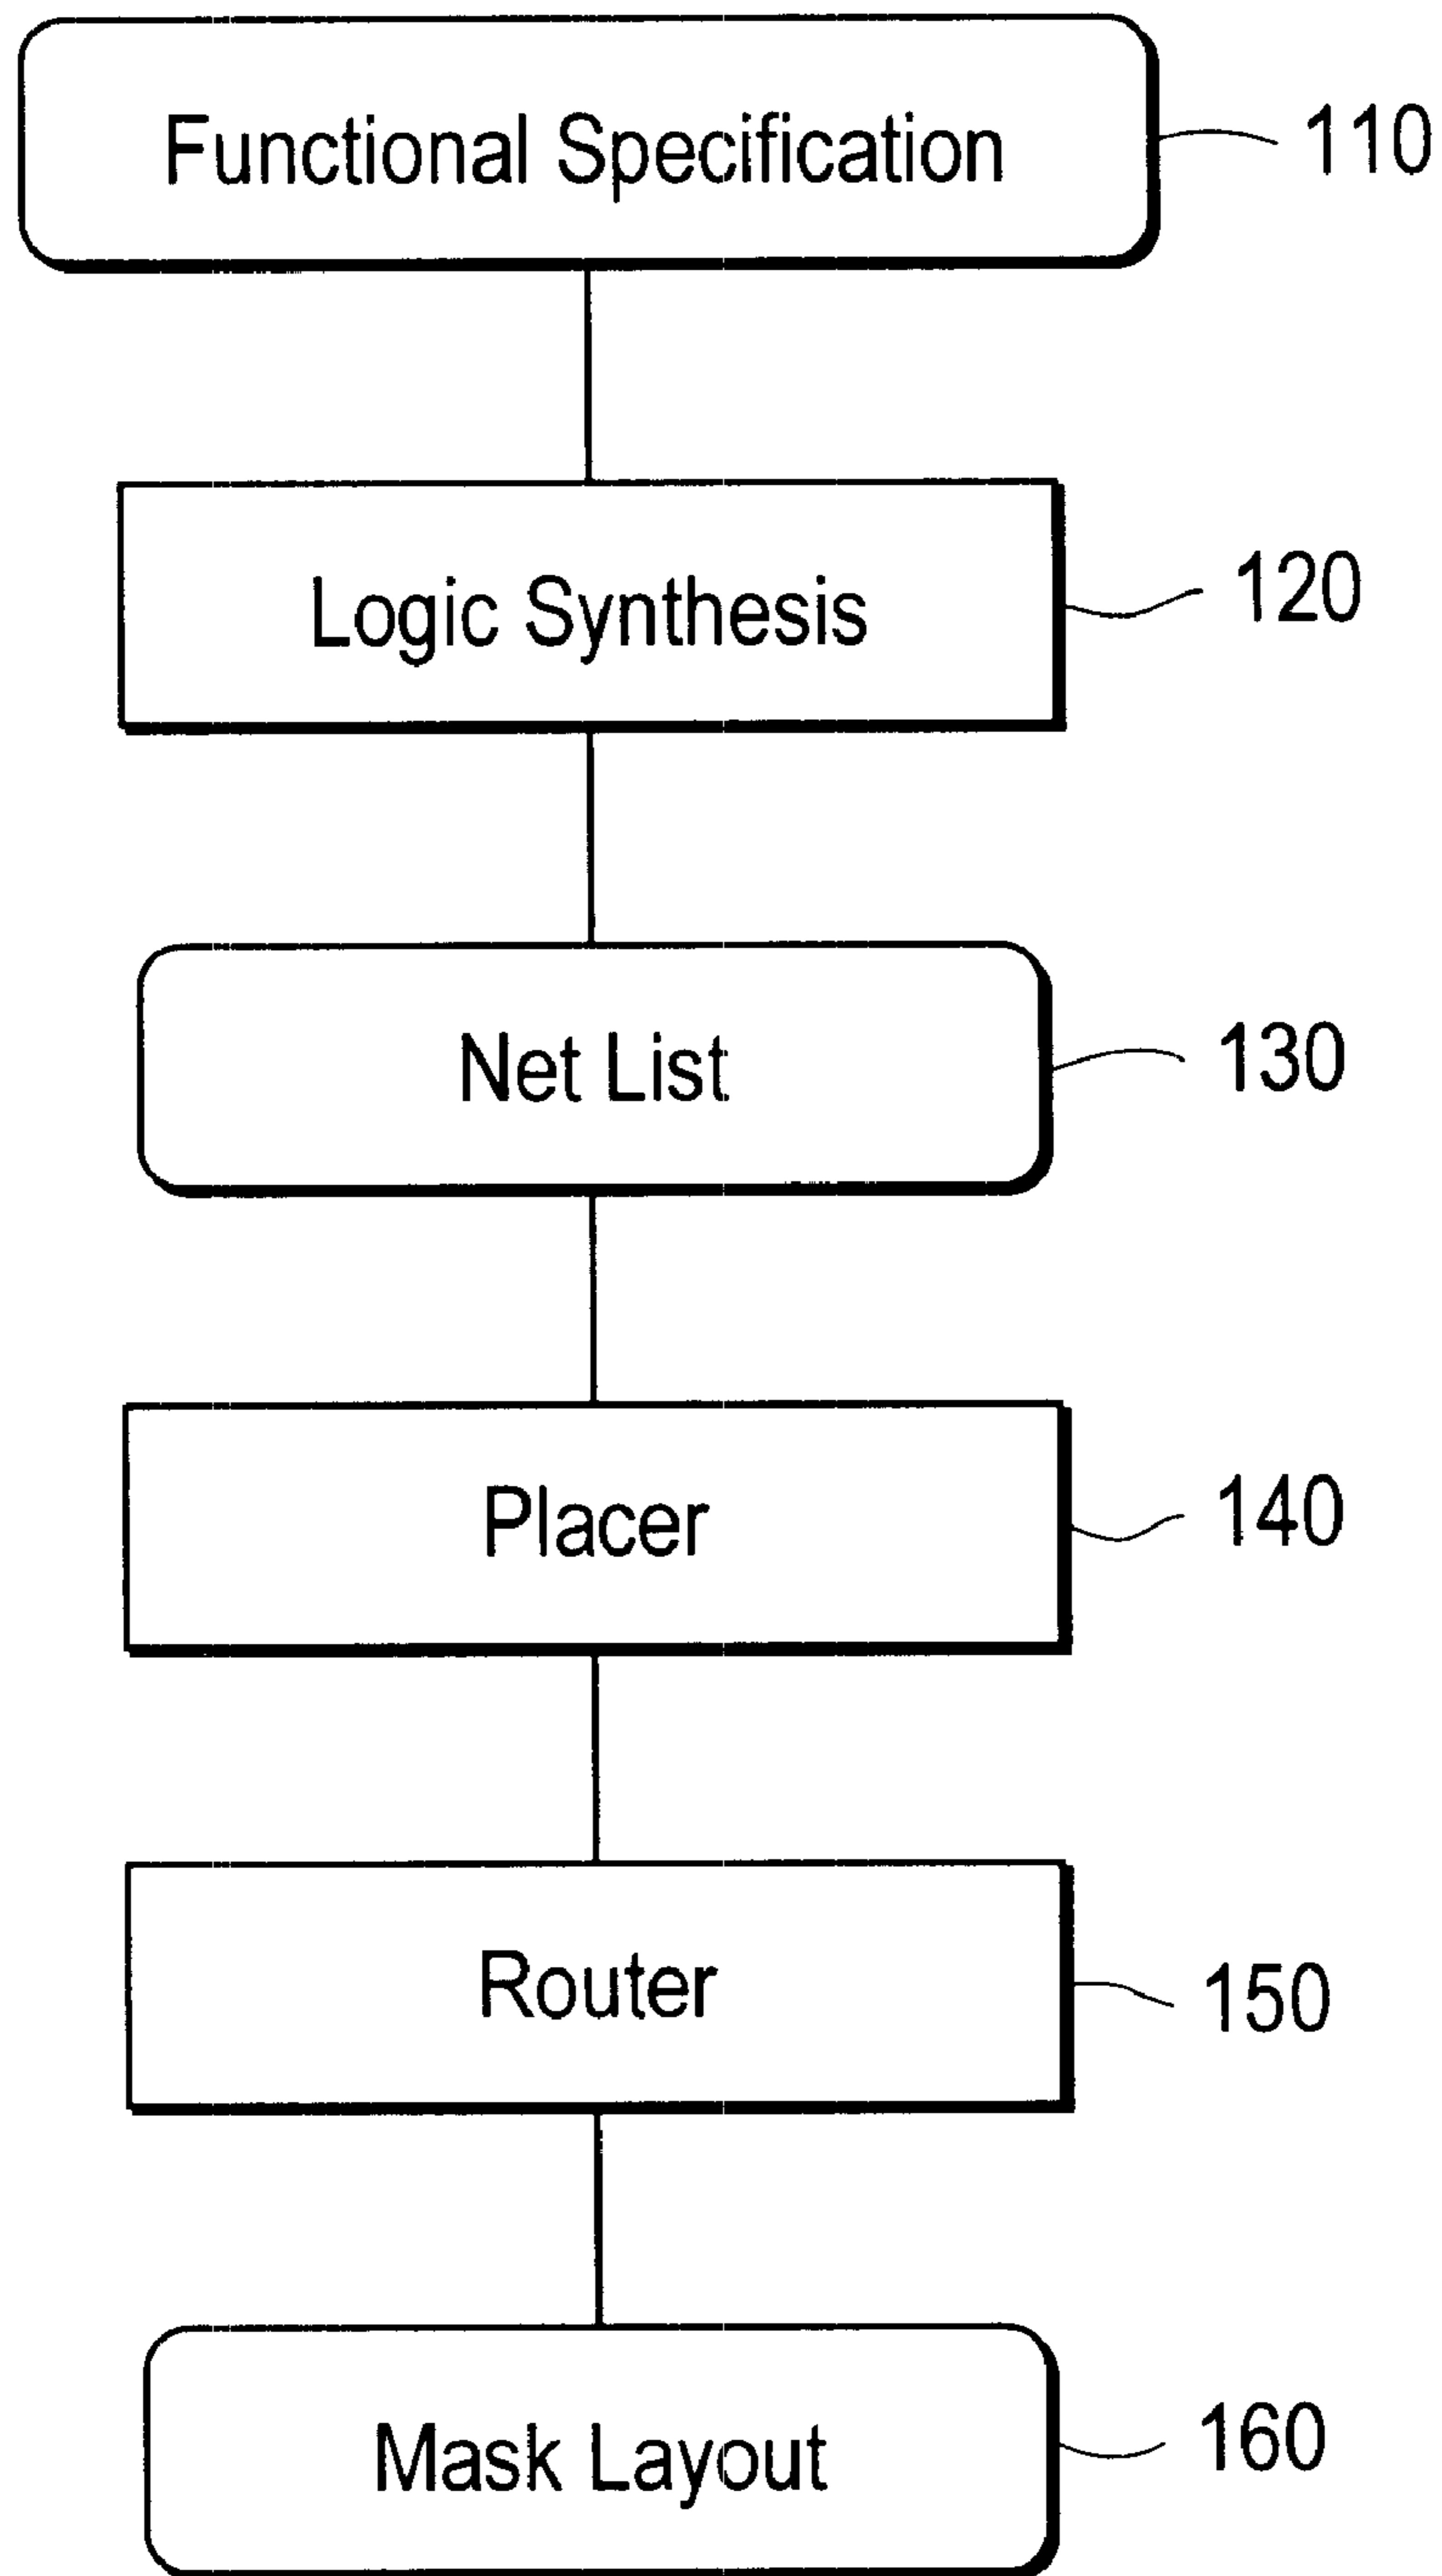 Functional Specification 110
Logic Synthesis 120
Net List 130
Placer 140
Router 150
Mask Layout 160